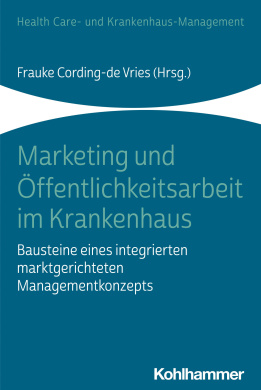 Health Care- und Krankenhaus-Management
Frauke Cording-de Vries (Hrsg.)
Marketing und
Öffentlichkeitsarbeit
im Krankenhaus
Bausteine eines integrierten
marktgerichteten
Managementkonzepts
Kohlhammer